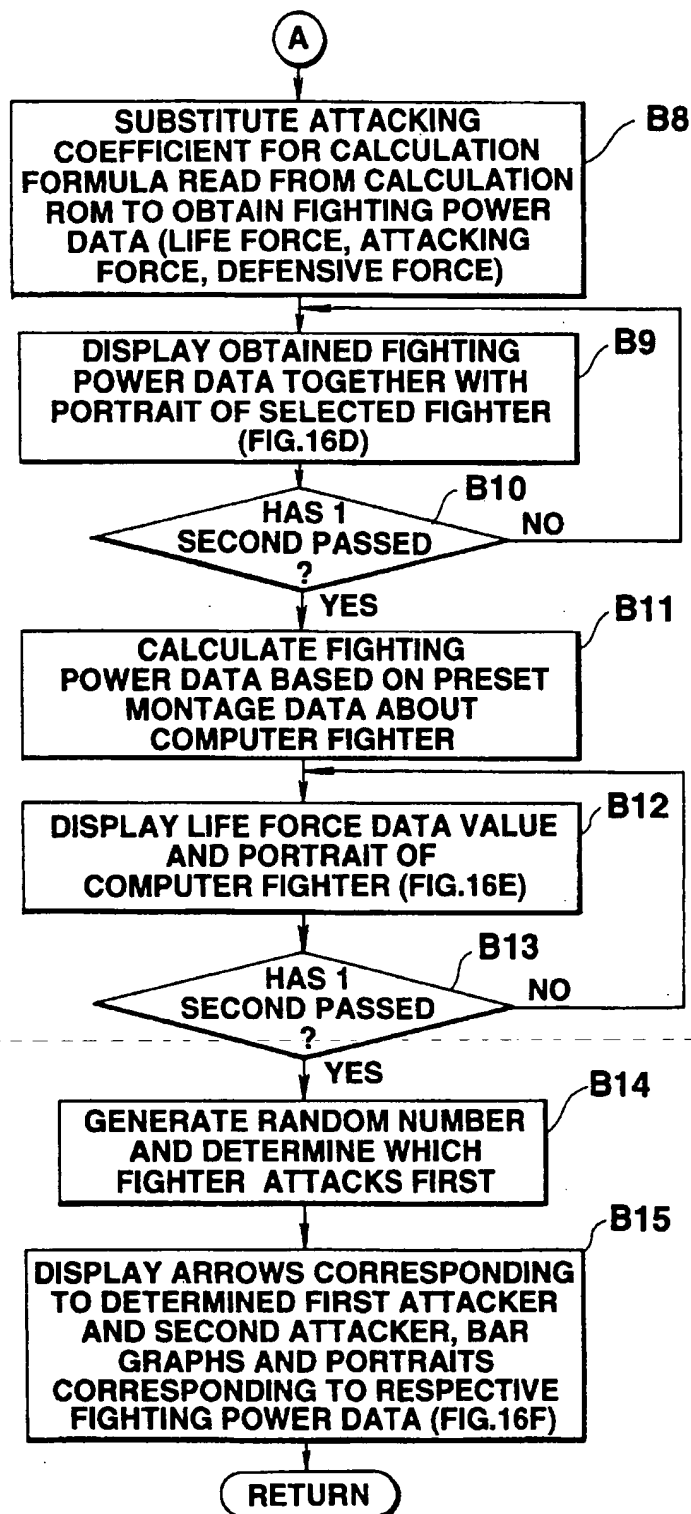 A
SUBSTITUTE ATTACKING
COEFFICIENT FOR CALCULATION
FORMULA READ FROM CALCULATION
ROM TO OBTAIN FIGHTING POWER
DATA (LIFE FORCE, ATTACKING
FORCE, DEFENSIVE FORCE)
B8
DISPLAY OBTAINED FIGHTING
POWER DATA TOGETHER WITH
PORTRAIT OF SELECTED FIGHTER
(FIG.16D)
B9
HAS 1
SECOND PASSED
?
B10
NO
YES
CALCULATE FIGHTING
POWER DATA BASED ON PRESET
MONTAGE DATA ABOUT
COMPUTER FIGHTER
B11
DISPLAY LIFE FORCE DATA VALUE
AND PORTRAIT OF
COMPUTER FIGHTER (FIG.16E)
B12
HAS 1
SECOND PASSED
?
B13
NO
YES
GENERATE RANDOM NUMBER
AND DETERMINE WHICH
FIGHTER ATTACKS FIRST
B14
DISPLAY ARROWS CORRESPONDING
TO DETERMINED FIRST ATTACKER
AND SECOND ATTACKER, BAR
GRAPHS AND PORTRAITS
CORRESPONDING TO RESPECTIVE
FIGHTING POWER DATA (FIG.16F)
B15
RETURN